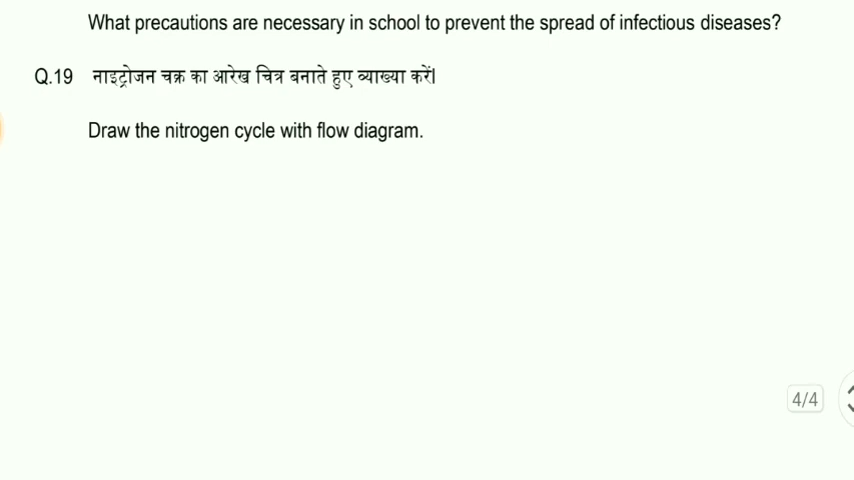 What precautions are necessary in school to prevent the spread of infectious diseases?
Q.19 नाइट्रोजन चक्र का आरेख चित्र बनाते हुए व्याख्या करें।
Draw the nitrogen cycle with flow diagram.
4/4